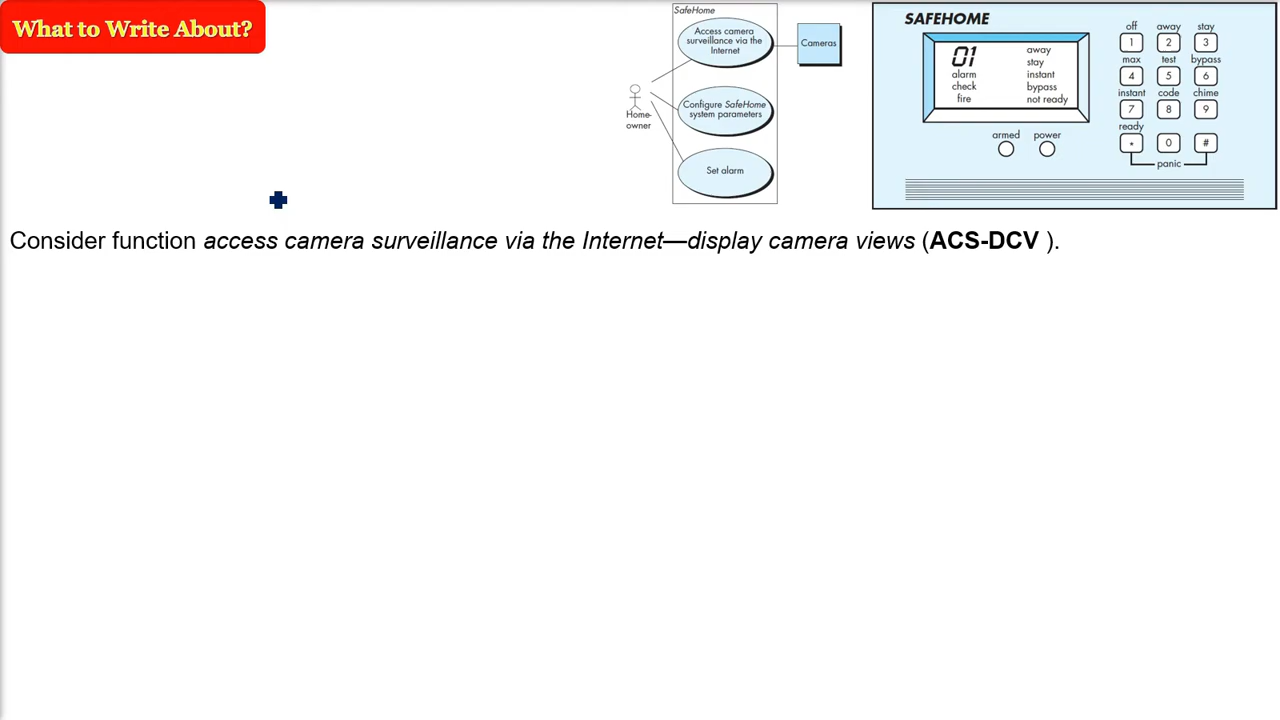 What to Write About?
SafeHome
Access camera
surveillance via the
Internet
Cameras
Configure SafeHome
system parameters
Set alarm
Home-
owner
SAFEHOME
01
alarm
check
fire
away
stay
instant
bypass
not ready
armed power
off away stay
1 2 3
max test bypass
4 5 6
instant code chime
7 8 9
ready
* 0 #
panic
Consider function access camera surveillance via the Internet—display camera views (ACS-DCV ).